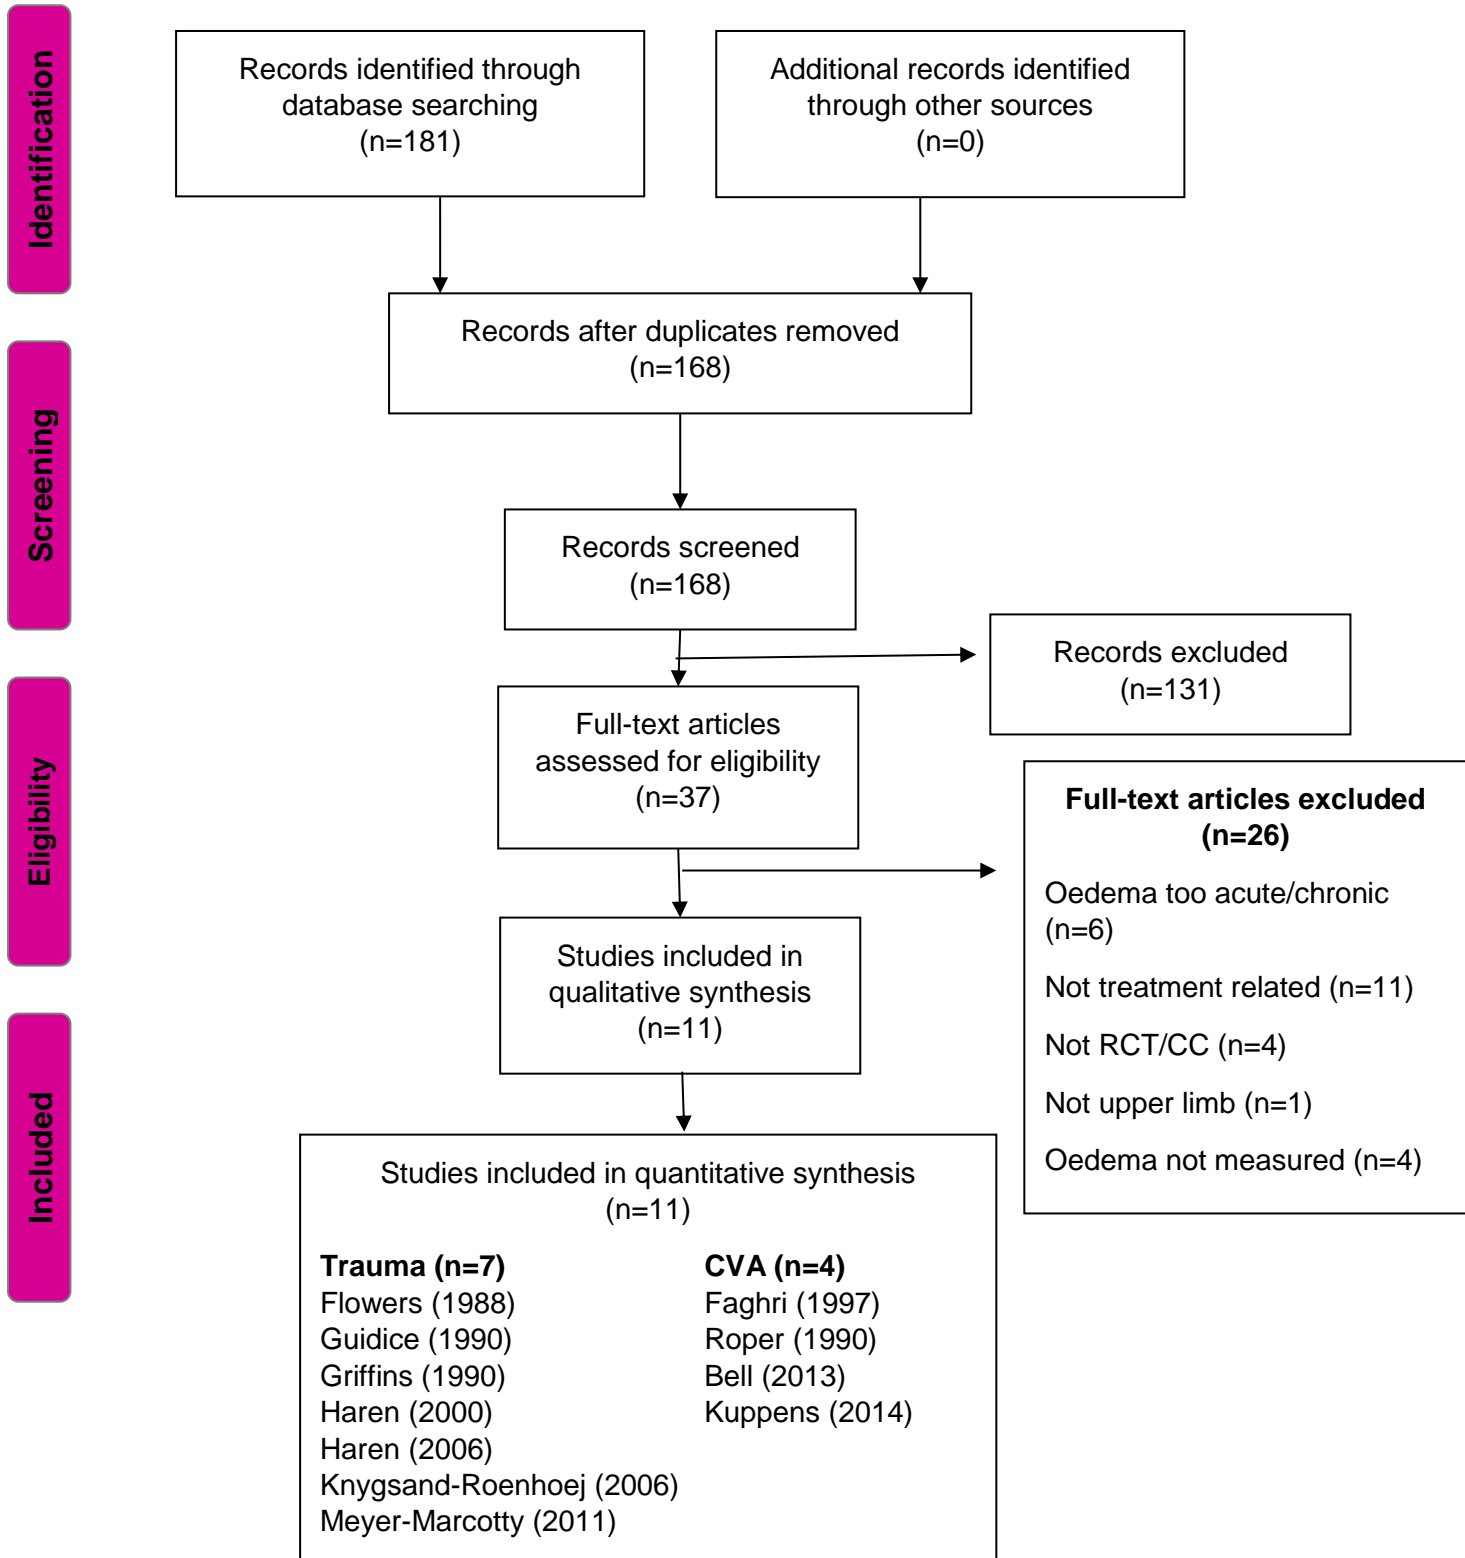 Identification
Records identified through
database searching
(n=181)
Additional records identified
through other sources
(n=0)
Records after duplicates removed
(n=168)
Screening
Records screened
(n=168)
Records excluded
(n=131)
Eligibility
Full-text articles
assessed for eligibility
(n=37)
Full-text articles excluded
(n=26)
Oedema too acute/chronic
(n=6)
Not treatment related (n=11)
Not RCT/CC (n=4)
Not upper limb (n=1)
Oedema not measured (n=4)
Studies included in
qualitative synthesis
(n=11)
Included
Studies included in quantitative synthesis
(n=11)
Trauma (n=7)
Flowers (1988)
Guidice (1990)
Griffins (1990)
Haren (2000)
Haren (2006)
Knygsand-Roenhoej (2006)
Meyer-Marcotty (2011)
CVA (n=4)
Faghri (1997)
Roper (1990)
Bell (2013)
Kuppens (2014)